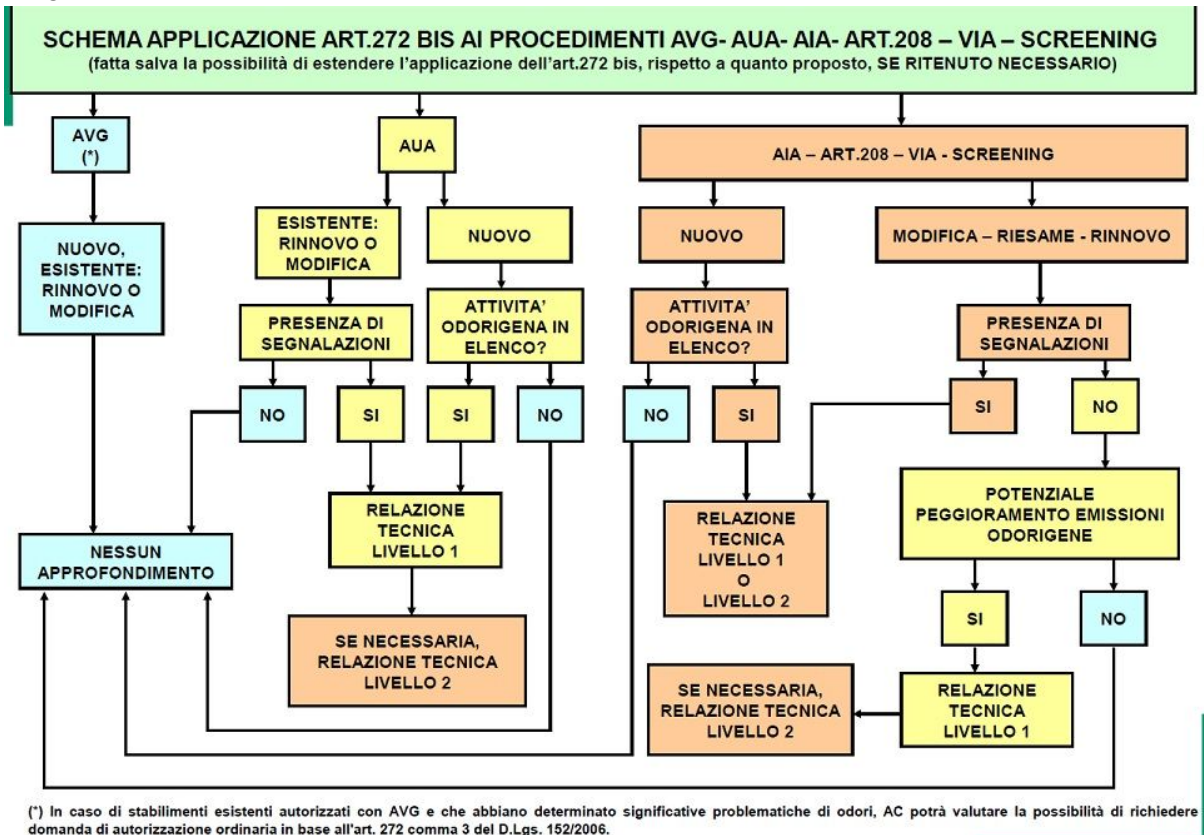 SCHEMA APPLICAZIONE ART.272 BIS AI PROCEDIMENTI AVG- AUA- AIA- ART.208 – VIA – SCREENING
(fatta salva la possibilità di estendere l'applicazione dell'art.272 bis, rispetto a quanto proposto, SE RITENUTO NECESSARIO)
AVG
(*)
NUOVO,
ESISTENTE:
RINNOVO O
MODIFICA
NESSUN
APPROFONDIMENTO
AUA
ESISTENTE:
RINNOVO O
MODIFICA
PRESENZA DI
SEGNALAZIONI
NO
SI
NUOVO
ATTIVITA'
ODORIGENA IN
ELENCO?
SI
NO
RELAZIONE
TECNICA
LIVELLO 1
SE NECESSARIA,
RELAZIONE TECNICA
LIVELLO 2
AIA – ART.208 – VIA - SCREENING
NUOVO
ATTIVITA'
ODORIGENA IN
ELENCO?
NO
SI
RELAZIONE
TECNICA
LIVELLO 1
O
LIVELLO 2
MODIFICA – RIESAME - RINNOVO
PRESENZA DI
SEGNALAZIONI
SI
NO
POTENZIALE
PEGGIORAMENTO EMISSIONI
ODORIGENE
SI
NO
RELAZIONE
TECNICA
LIVELLO 1
SE NECESSARIA,
RELAZIONE TECNICA
LIVELLO 2
(*) In caso di stabilimenti esistenti autorizzati con AVG e che abbiano determinato significative problematiche di odori, AC potrà valutare la possibilità di richiedere
domanda di autorizzazione ordinaria in base all'art. 272 comma 3 del D.Lgs. 152/2006.